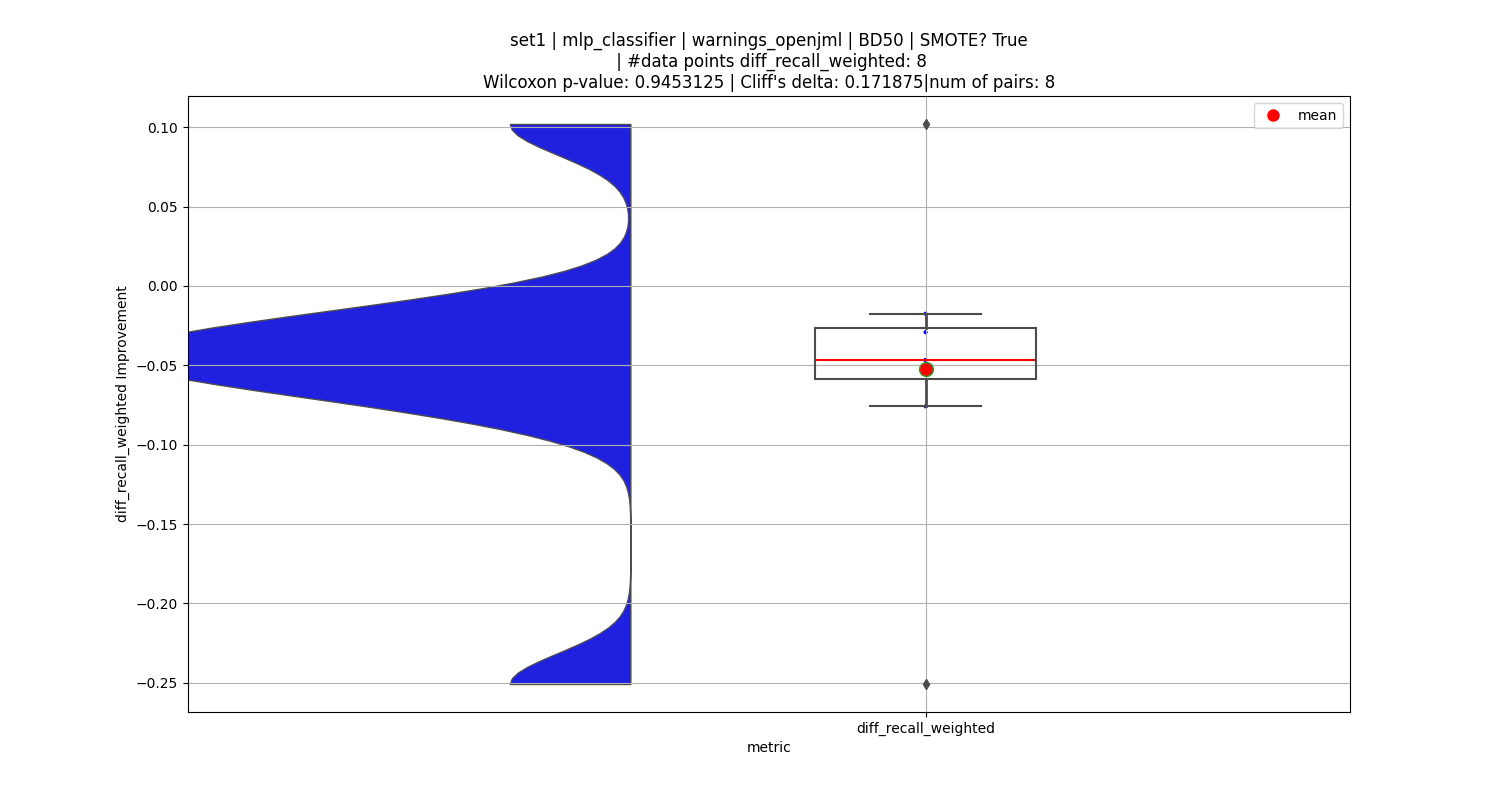 set1 | mlp_classifier | warnings_openjml | BD50 | SMOTE? True
| #data points diff_recall_weighted: 8
Wilcoxon p-value: 0.9453125 | Cliff's delta: 0.171875|num of pairs: 8
mean
0.10
0.05
0.00
−0.05
−0.10
−0.15
−0.20
−0.25
diff_recall_weighted Improvement
diff_recall_weighted
metric